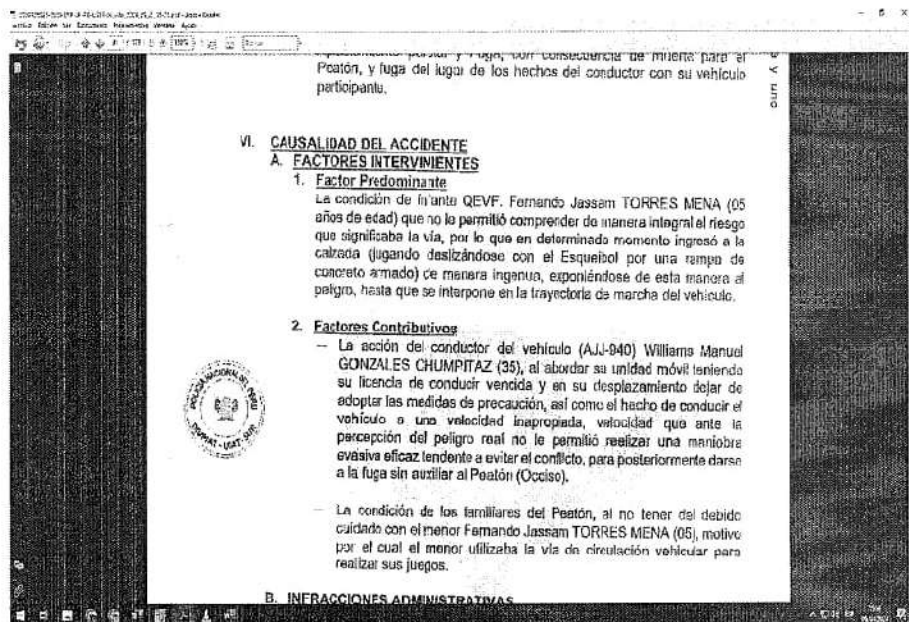 Peatón, y fuga del lugar de los hechos del conductor con su vehículo
participante.
y uno
VI. CAUSALIDAD DEL ACCIDENTE
A. FACTORES INTERVINIENTES
1. Factor Predominante
La condición de infante QEVF. Fernando Jassam TORRES MENA (05
años de edad) que no le permitió comprender de manera integral el riesgo
que significaba la vía, por lo que en determinado momento ingresó a la
calzada (jugando deslizándose con el Esqueibol por una rampa de
concreto armado) de manera ingenua, exponiéndose de esta manera al
peligro, hasta que se interpone en la trayectoria de marcha del vehículo.
2. Factores Contributivos
– La acción del conductor del vehículo (AJJ-940) Williams Manuel
GONZALES CHUMPITAZ (35), al abordar su unidad móvil teniendo
su licencia de conducir vencida y en su desplazamiento dejar de
adoptar las medidas de precaución, así como el hecho de conducir el
vehículo a una velocidad inapropiada, velocidad que ante la
percepción del peligro real no le permitió realizar una maniobra
evasiva eficaz tendente a evitar el conflicto, para posteriormente darse
a la fuga sin auxiliar al Peatón (Occiso).
– La condición de los familiares del Peatón, al no tener del debido
cuidado con el menor Fernando Jassam TORRES MENA (05), motivo
por el cual el menor utilizaba la vía de circulación vehicular para
realizar sus juegos.
B. INFRACCIONES ADMINISTRATIVAS
POLICIA NACIONAL DEL PERU